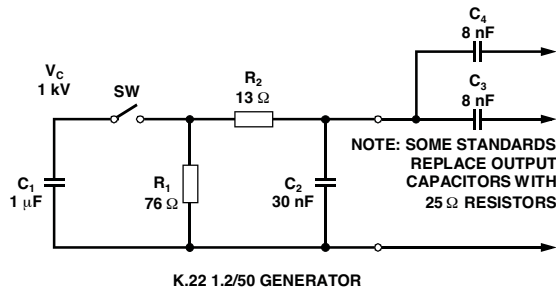 C4
8 nF
VC
1 kV
SW
R2
13 Ω
C3
8 nF
NOTE: SOME STANDARDS
REPLACE OUTPUT
CAPACITORS WITH
25 Ω RESISTORS
C1
1 μF
R1
76 Ω
C2
30 nF
K.22 1.2/50 GENERATOR